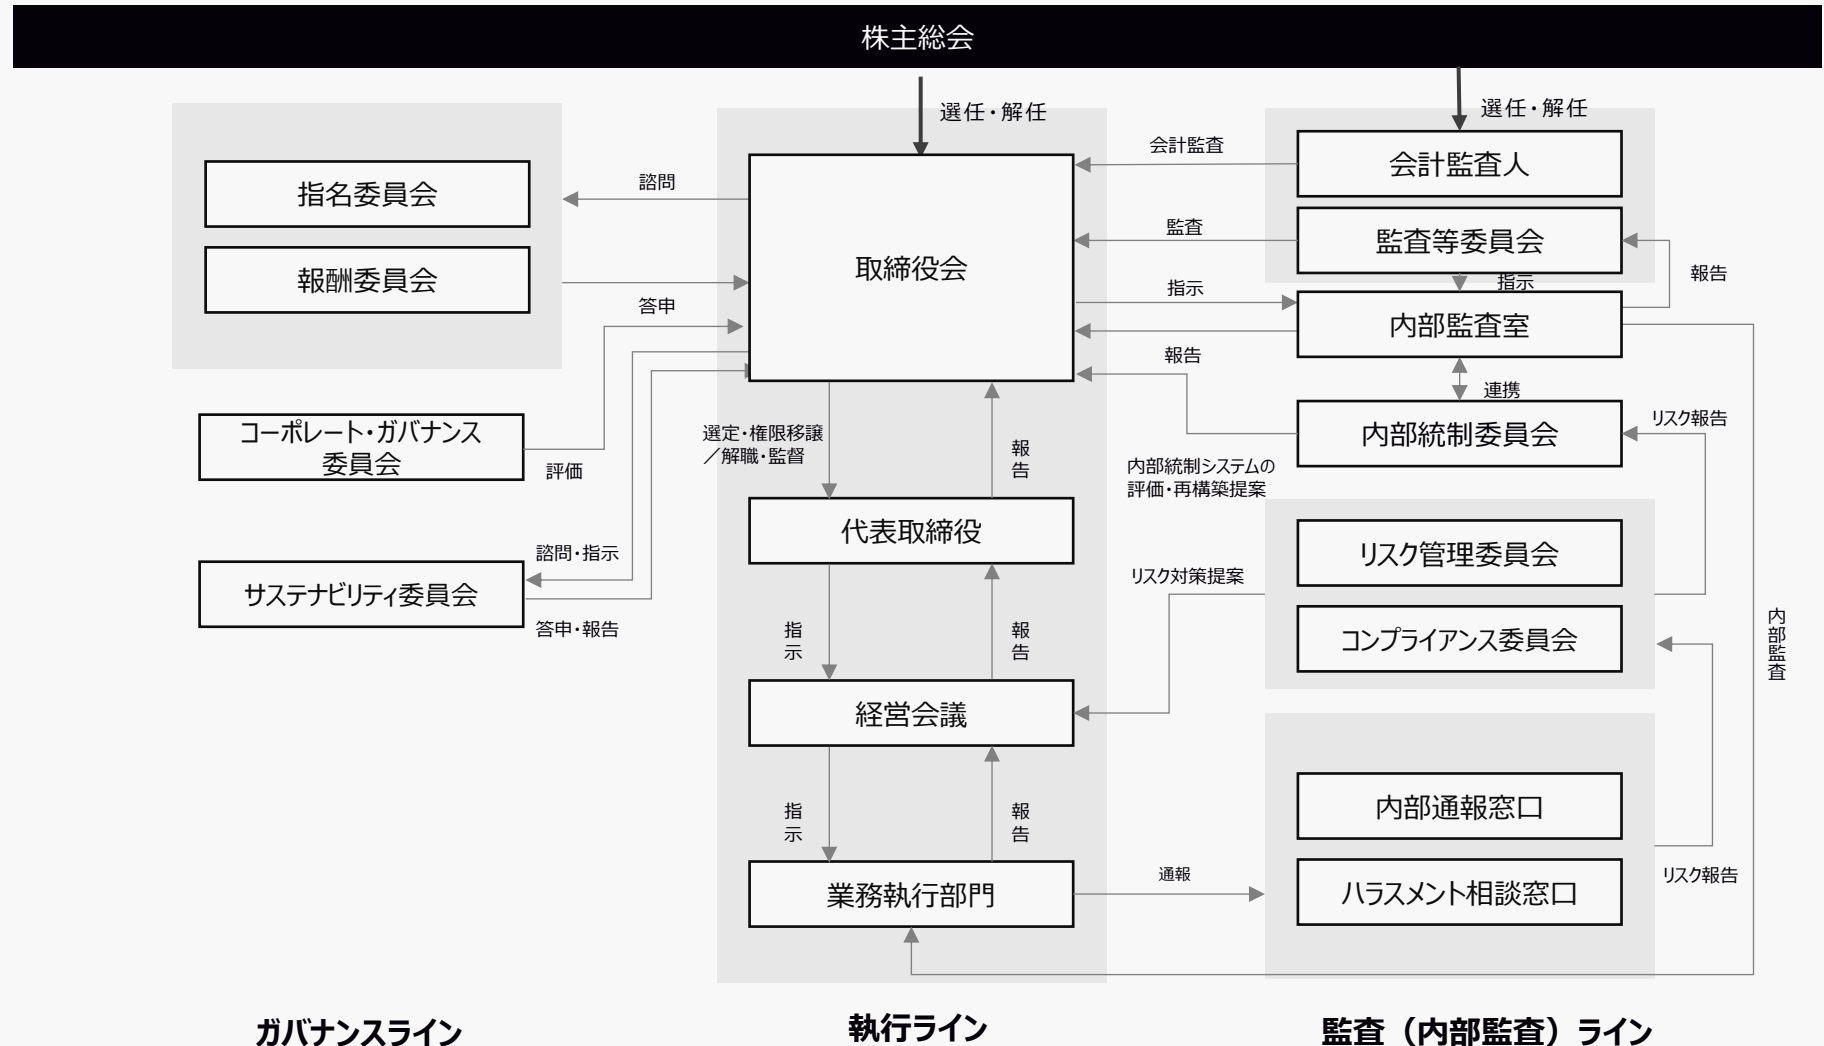 株主総会
選任・解任
選任・解任
指名委員会
報酬委員会
諮問
答申
取締役会
会計監査
監査
指示
報告
会計監査人
監査等委員会
指示
報告
内部監査室
連携
内部統制委員会
リスク報告
コーポレート・ガバナンス
委員会
評価
選定・権限移譲
／解職・監督
報
告
内部統制システムの
評価・再構築提案
代表取締役
リスク管理委員会
コンプライアンス委員会
リスク対策提案
サステナビリティ委員会
諮問・指示
答申・報告
指
示
報
告
内部監査
経営会議
指
示
報
告
内部通報窓口
ハラスメント相談窓口
リスク報告
業務執行部門
通報
ガバナンスライン
執行ライン
監査（内部監査）ライン